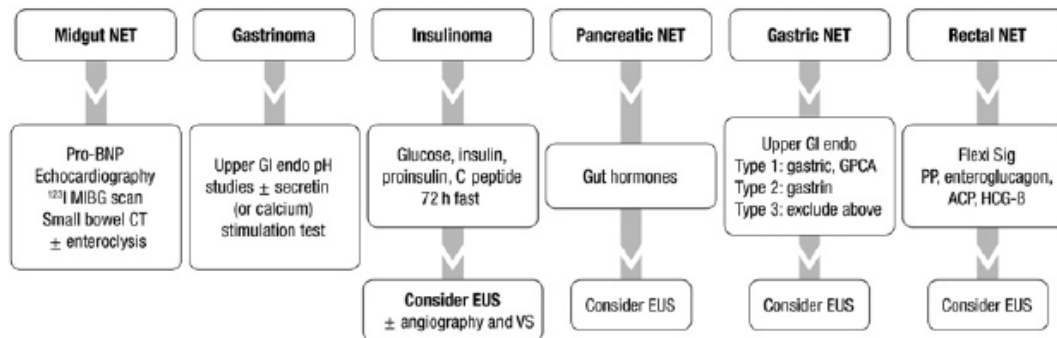 Midgut NET
Gastrinoma
Insulinoma
Pancreatic NET
Gastric NET
Rectal NET
Pro-BNP
Echocardiography
¹²³I MIBG scan
Small bowel CT
± enteroclysis
Upper GI endo pH
studies ± secretin
(or calcium)
stimulation test
Glucose, insulin,
proinsulin, C peptide
72 h fast
Gut hormones
Upper GI endo
Type 1: gastric, GPCA
Type 2: gastrin
Type 3: exclude above
Flexi Sig
PP, enteroglucagon,
ACP, HCG-B
Consider EUS
± angiography and VS
Consider EUS
Consider EUS
Consider EUS